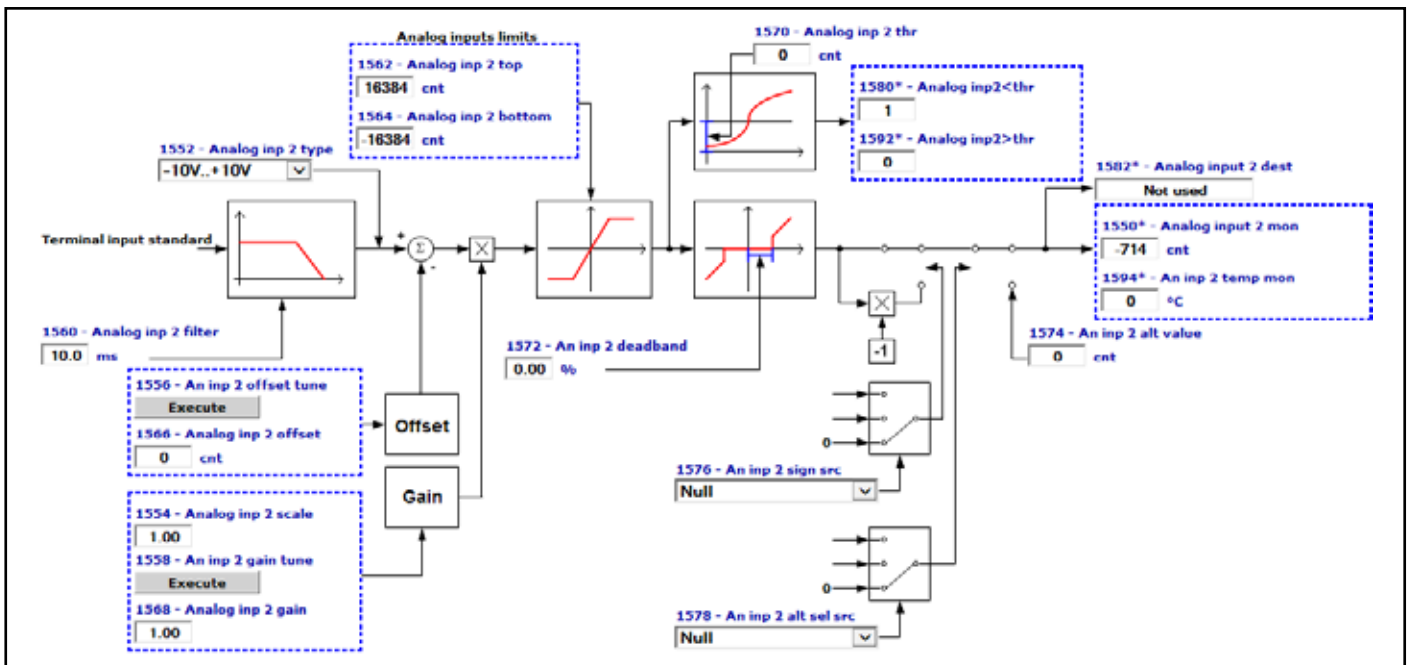 Analog inputs limits
1562 - Analog inp 2 top
16384 cnt
1564 - Analog inp 2 bottom
-16384 cnt
1570 - Analog inp 2 thr
0 cnt
1580* - Analog inp2<thr
1
1592* - Analog inp2>thr
0
1552 - Analog inp 2 type
-10V..+10V
1582* - Analog input 2 dest
Not used
Terminal input standard
+
Σ
-
X
1550* - Analog input 2 mon
-714 cnt
1594* - An inp 2 temp mon
0 ºC
1560 - Analog inp 2 filter
10.0 ms
1572 - An inp 2 deadband
0.00 %
X
-1
1574 - An inp 2 alt value
0 cnt
1556 - An inp 2 offset tune
Execute
1566 - Analog inp 2 offset
0 cnt
Offset
Gain
0
1576 - An inp 2 sign src
Null
1554 - Analog inp 2 scale
1.00
1558 - An inp 2 gain tune
Execute
1568 - Analog inp 2 gain
1.00
0
1578 - An inp 2 alt sel src
Null